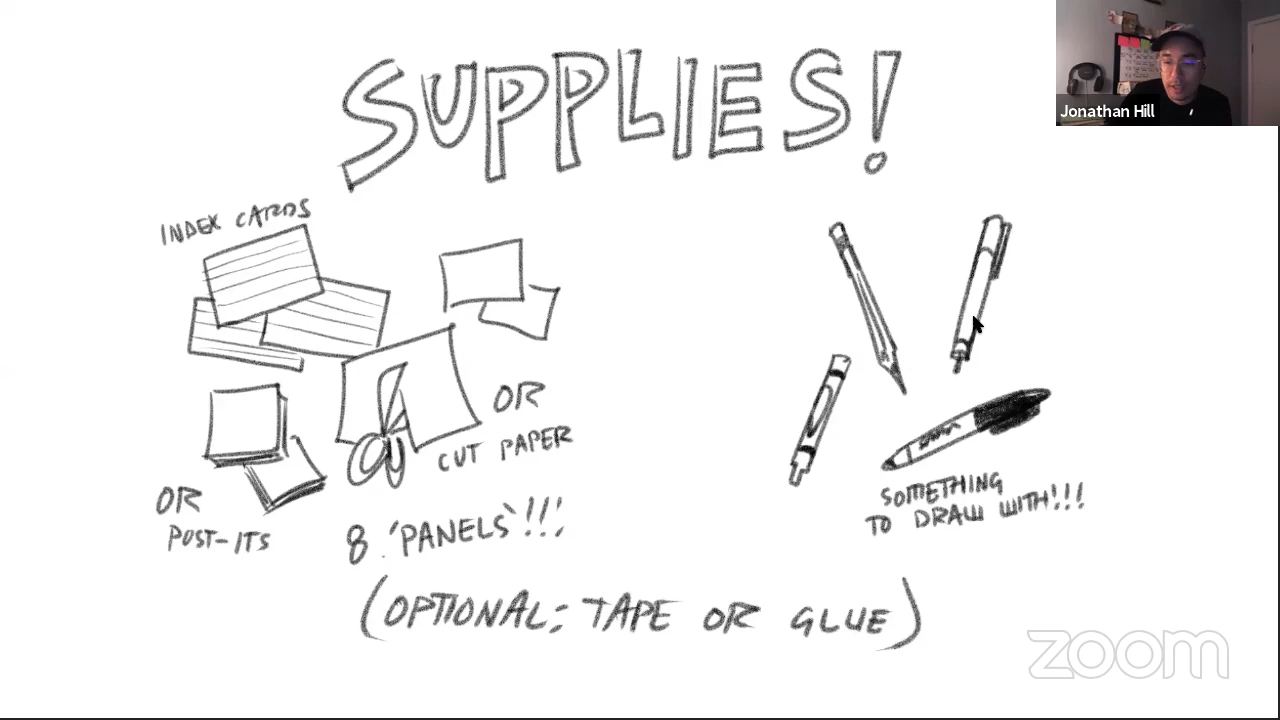 SUPPLIES!
Jonathan Hill
INDEX CARDS
OR
CUT PAPER
OR
POST-ITS
8 'PANELS'!!!
SOMETHING
TO DRAW WITH!!!
(OPTIONAL: TAPE OR GLUE)
zoom